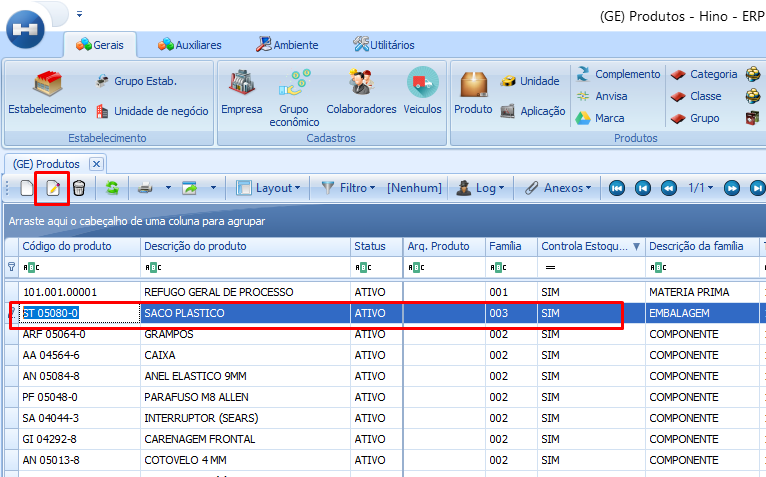 (GE) Produtos - Hino - ERP
Gerais Auxiliares Ambiente Utilitários
Estabelecimento Grupo Estab. Unidade de negócio
Empresa Grupo econômico Colaboradores Veiculos
Produto Unidade Aplicação Complemento Anvisa Marca Categoria Classe Grupo
Estabelecimento Cadastros Produtos
(GE) Produtos
Layout Filtro [Nenhum] Log Anexos 1/1
Arraste aqui o cabeçalho de uma coluna para agrupar
Código do produto Descrição do produto Status Arq. Produto Família Controla Estoqu... Descrição da família
101.001.00001 REFUGO GERAL DE PROCESSO ATIVO 001 SIM MATERIA PRIMA
ST 05080-0 SACO PLASTICO ATIVO 003 SIM EMBALAGEM
ARF 05064-0 GRAMPOS ATIVO 002 SIM COMPONENTE
AA 04564-6 CAIXA ATIVO 002 SIM COMPONENTE
AN 05084-8 ANEL ELASTICO 9MM ATIVO 002 SIM COMPONENTE
PF 05048-0 PARAFUSO M8 ALLEN ATIVO 002 SIM COMPONENTE
SA 04044-3 INTERRUPTOR (SEARS) ATIVO 002 SIM COMPONENTE
GI 04292-8 CARENAGEM FRONTAL ATIVO 002 SIM COMPONENTE
AN 05013-8 COTOVELO 4 MM ATIVO 002 SIM COMPONENTE